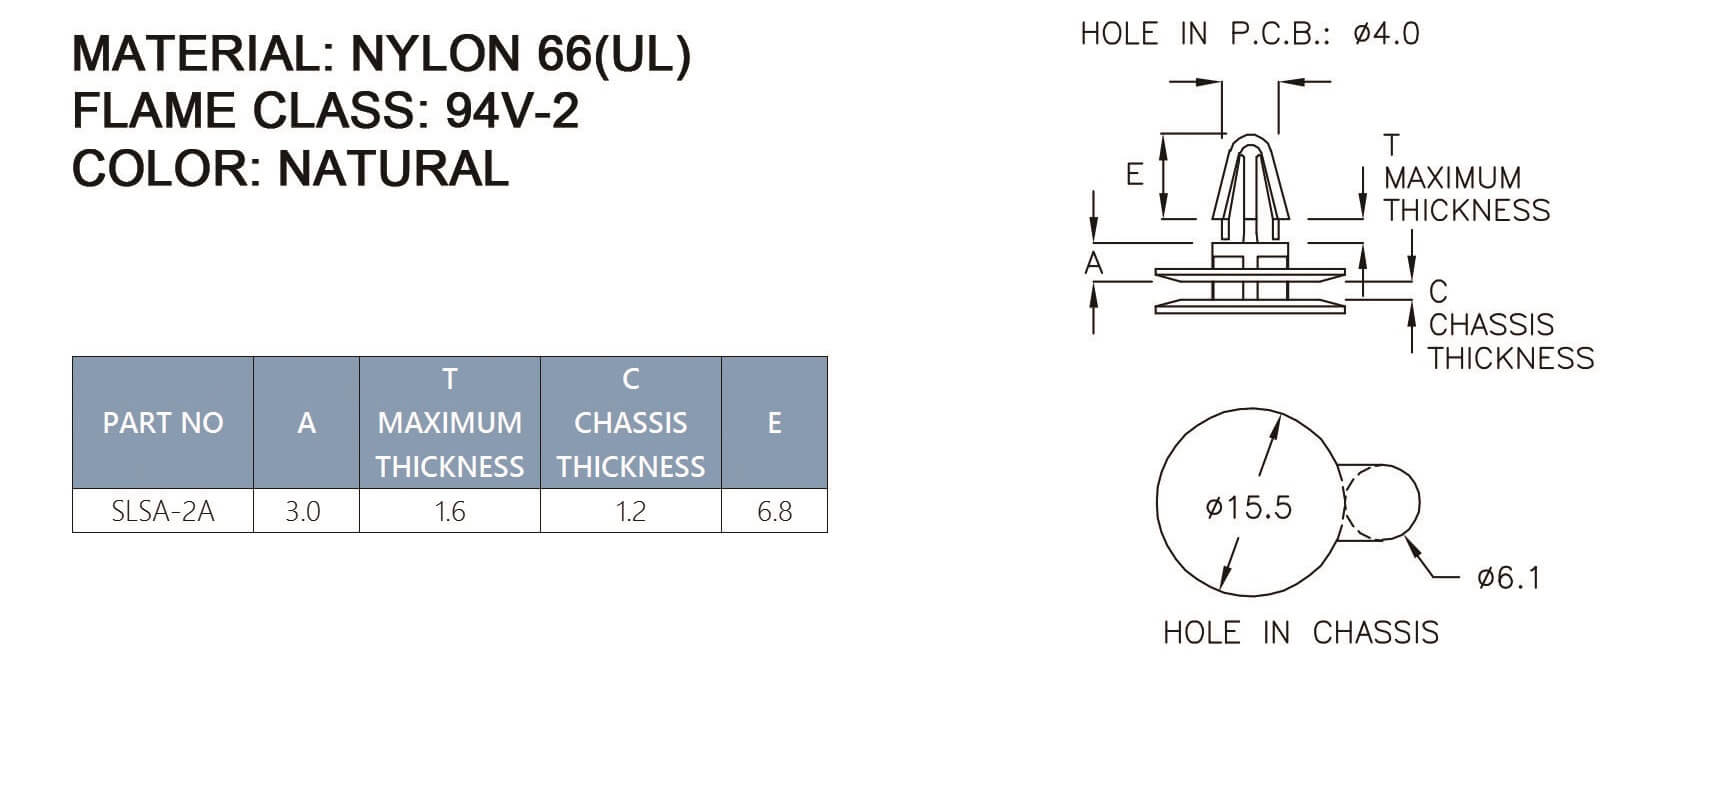 MATERIAL: NYLON 66(UL)
FLAME CLASS: 94V-2
COLOR: NATURAL
PART NO A T MAXIMUM THICKNESS C CHASSIS THICKNESS E
SLSA-2A 3.0 1.6 1.2 6.8
HOLE IN P.C.B.: ø4.0
E
T
MAXIMUM
THICKNESS
A
C
CHASSIS
THICKNESS
ø15.5
ø6.1
HOLE IN CHASSIS